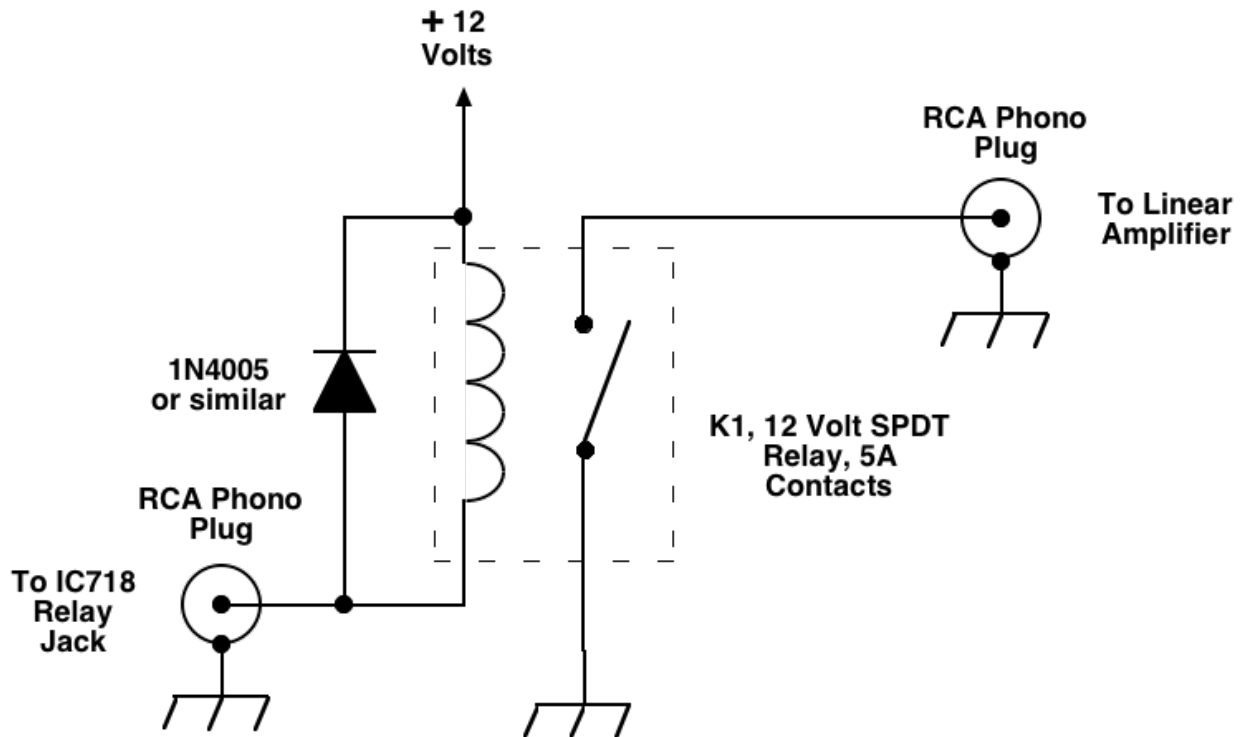 + 12
Volts
RCA Phono
Plug
To Linear
Amplifier
1N4005
or similar
K1, 12 Volt SPDT
Relay, 5A
Contacts
RCA Phono
Plug
To IC718
Relay
Jack